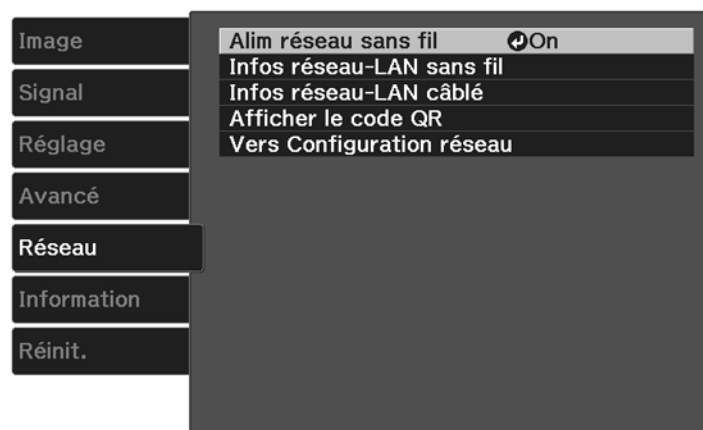 Image
Signal
Réglage
Avancé
Réseau
Information
Réinit.
Alim réseau sans fil On
Infos réseau-LAN sans fil
Infos réseau-LAN câblé
Afficher le code QR
Vers Configuration réseau